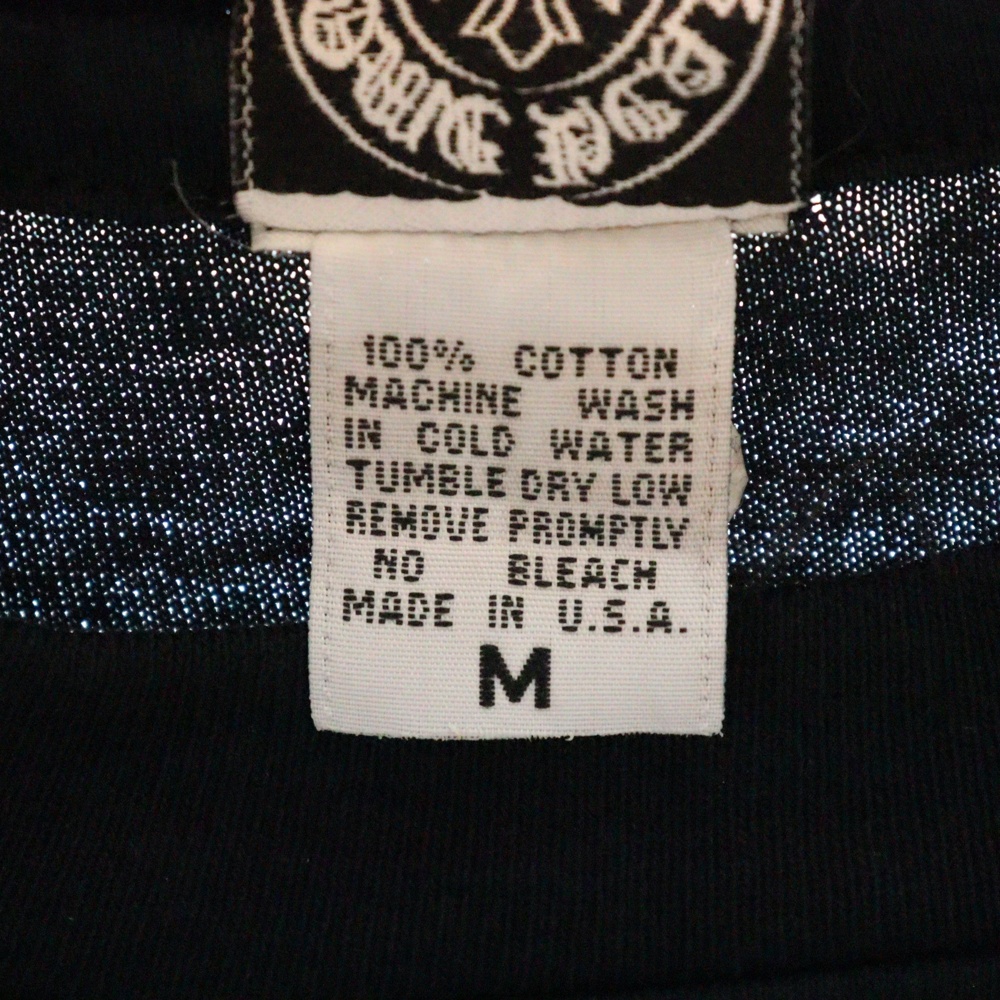 100% COTTON
MACHINE WASH
IN COLD WATER
TUMBLE DRY LOW
REMOVE PROMPTLY
NO BLEACH
MADE IN U.S.A.
M